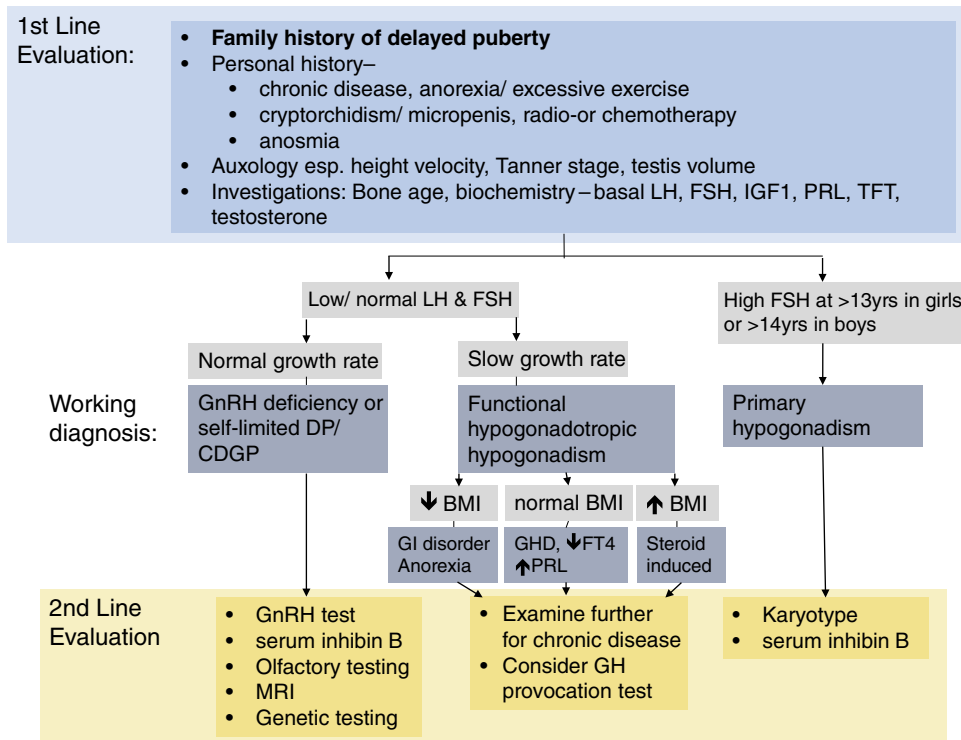 1st Line
Evaluation:
• Family history of delayed puberty
• Personal history–
• chronic disease, anorexia/ excessive exercise
• cryptorchidism/ micropenis, radio-or chemotherapy
• anosmia
• Auxology esp. height velocity, Tanner stage, testis volume
• Investigations: Bone age, biochemistry – basal LH, FSH, IGF1, PRL, TFT,
testosterone
Low/ normal LH & FSH
High FSH at >13yrs in girls
or >14yrs in boys
Normal growth rate
Slow growth rate
Working
diagnosis:
GnRH deficiency or
self-limited DP/
CDGP
Functional
hypogonadotropic
hypogonadism
Primary
hypogonadism
↓ BMI
normal BMI
↑ BMI
GI disorder
Anorexia
GHD, ↓FT4
↑PRL
Steroid
induced
2nd Line
Evaluation
• GnRH test
• serum inhibin B
• Olfactory testing
• MRI
• Genetic testing
• Examine further
for chronic disease
• Consider GH
provocation test
• Karyotype
• serum inhibin B